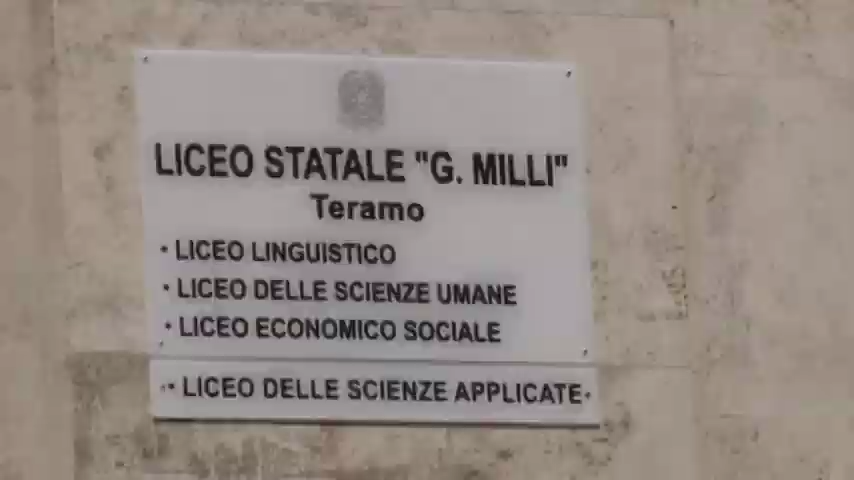 LICEO STATALE "G. MILLI"
Teramo
• LICEO LINGUISTICO
• LICEO DELLE SCIENZE UMANE
• LICEO ECONOMICO SOCIALE
• LICEO DELLE SCIENZE APPLICATE